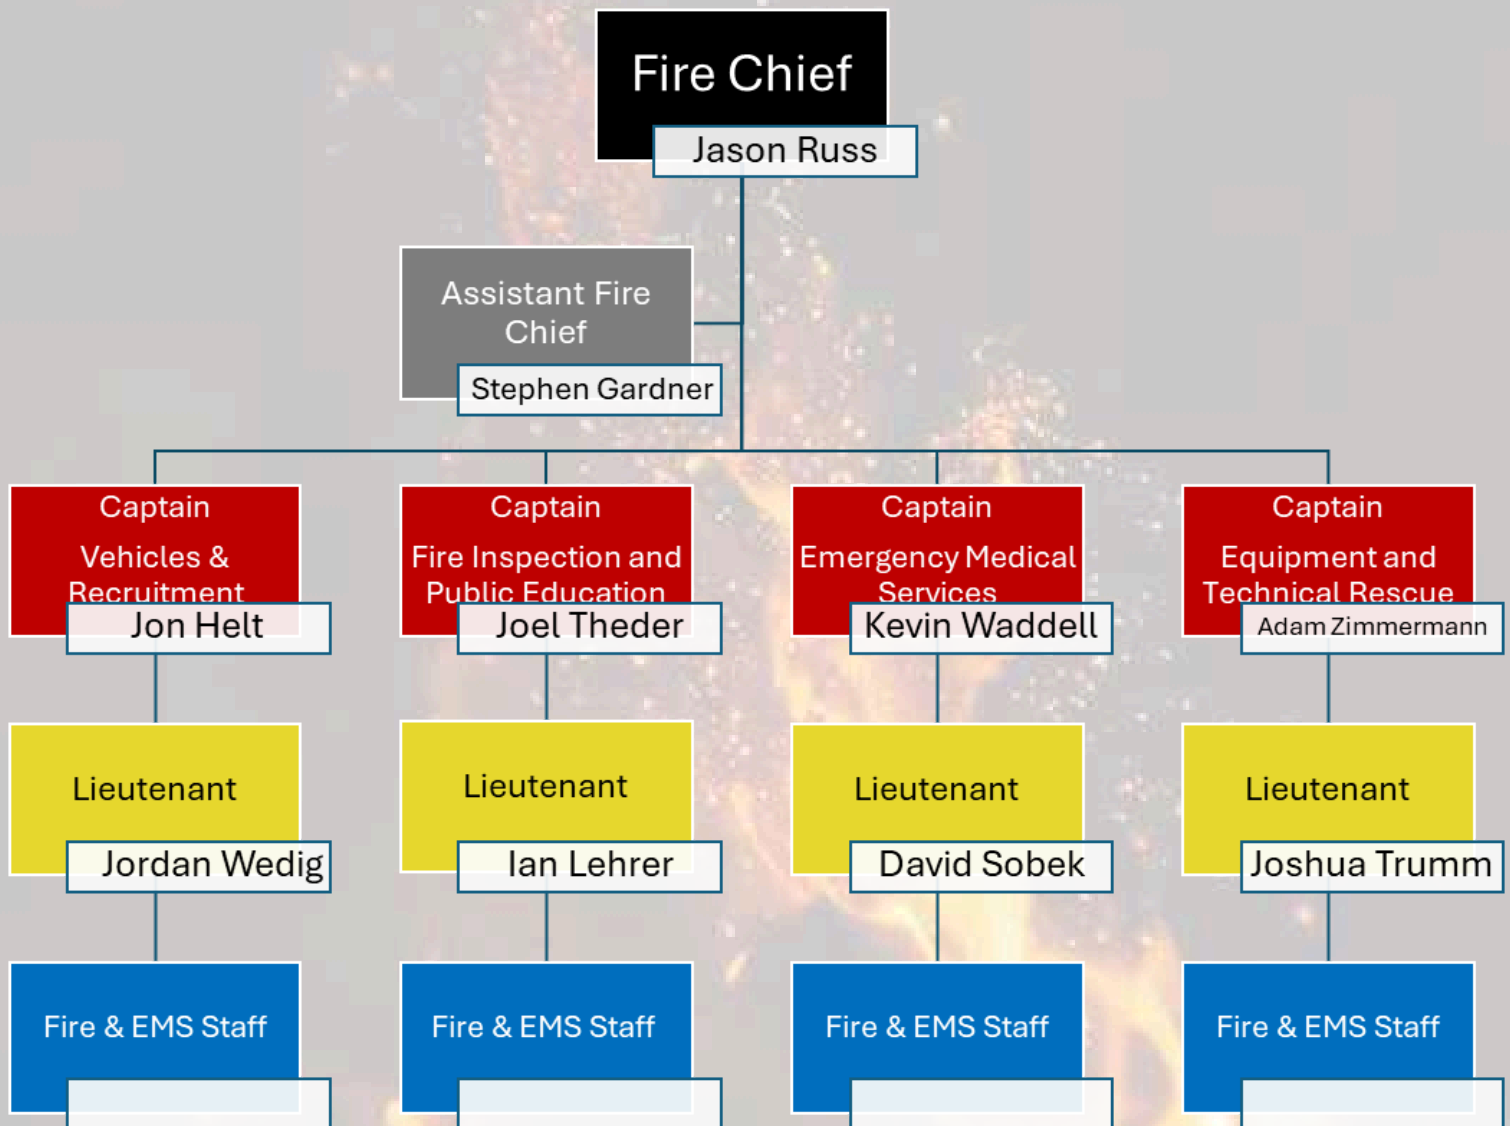 Fire Chief
Jason Russ
Assistant Fire
Chief
Stephen Gardner
Captain
Vehicles &
Recruitment
Jon Helt
Captain
Fire Inspection and
Public Education
Joel Theder
Captain
Emergency Medical
Services
Kevin Waddell
Captain
Equipment and
Technical Rescue
Adam Zimmermann
Lieutenant
Jordan Wedig
Lieutenant
Ian Lehrer
Lieutenant
David Sobek
Lieutenant
Joshua Trumm
Fire & EMS Staff
Fire & EMS Staff
Fire & EMS Staff
Fire & EMS Staff